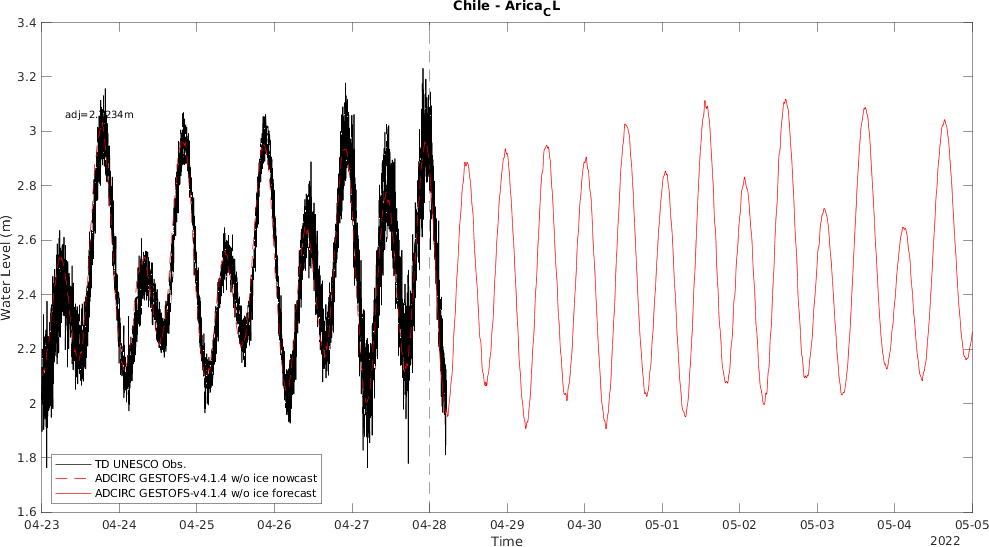 Chile - Arica_CL
3.4
3.2
3
2.8
2.6
2.4
2.2
2
1.8
1.6
Water Level (m)
TD UNESCO Obs.
ADCIRC GESTOFS-v4.1.4 w/o ice nowcast
ADCIRC GESTOFS-v4.1.4 w/o ice forecast
04-23 04-24 04-25 04-26 04-27 04-28 04-29 04-30 05-01 05-02 05-03 05-04 05-05
Time
2022